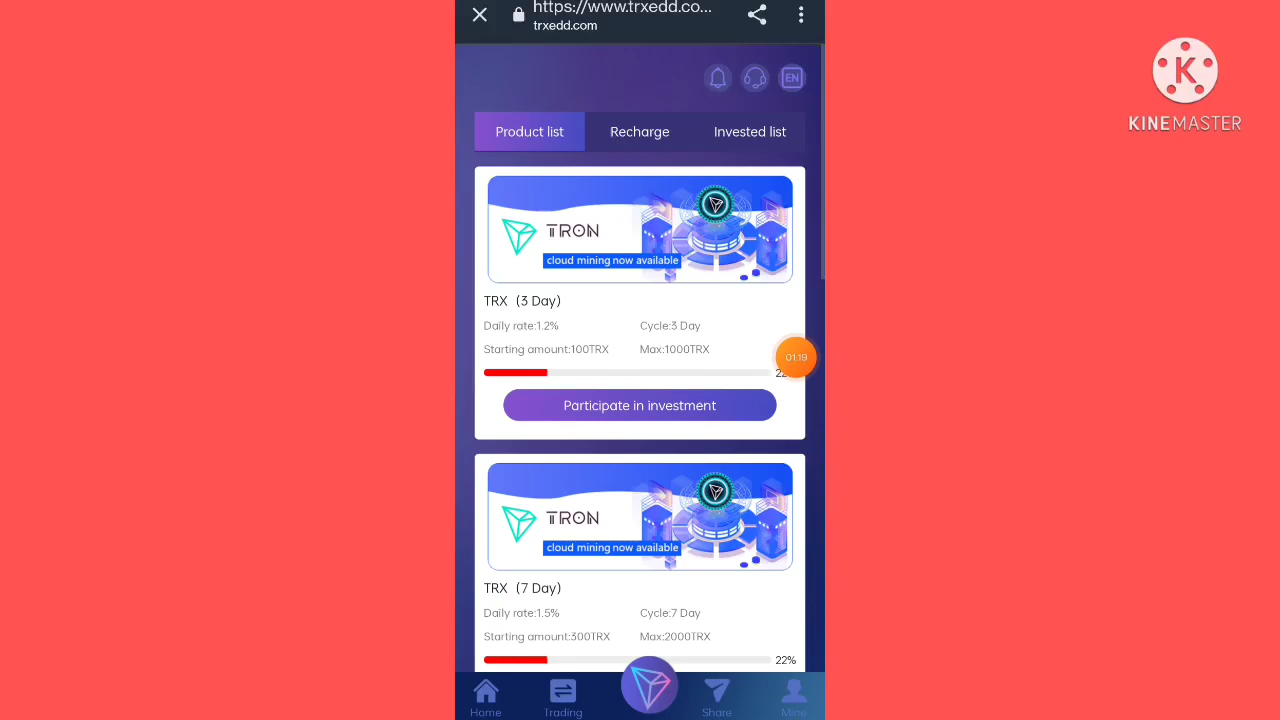 https://www.trxedd.co...
trxedd.com
EN
Product list
Recharge
Invested list
TRON
cloud mining now available
TRX（3 Day）
Daily rate:1.2%
Cycle:3 Day
Starting amount:100TRX
Max:1000TRX
01:19
Participate in investment
TRON
cloud mining now available
TRX（7 Day）
Daily rate:1.5%
Cycle:7 Day
Starting amount:300TRX
Max:2000TRX
22%
Home
Trading
Share
Mine
K
KINEMASTER